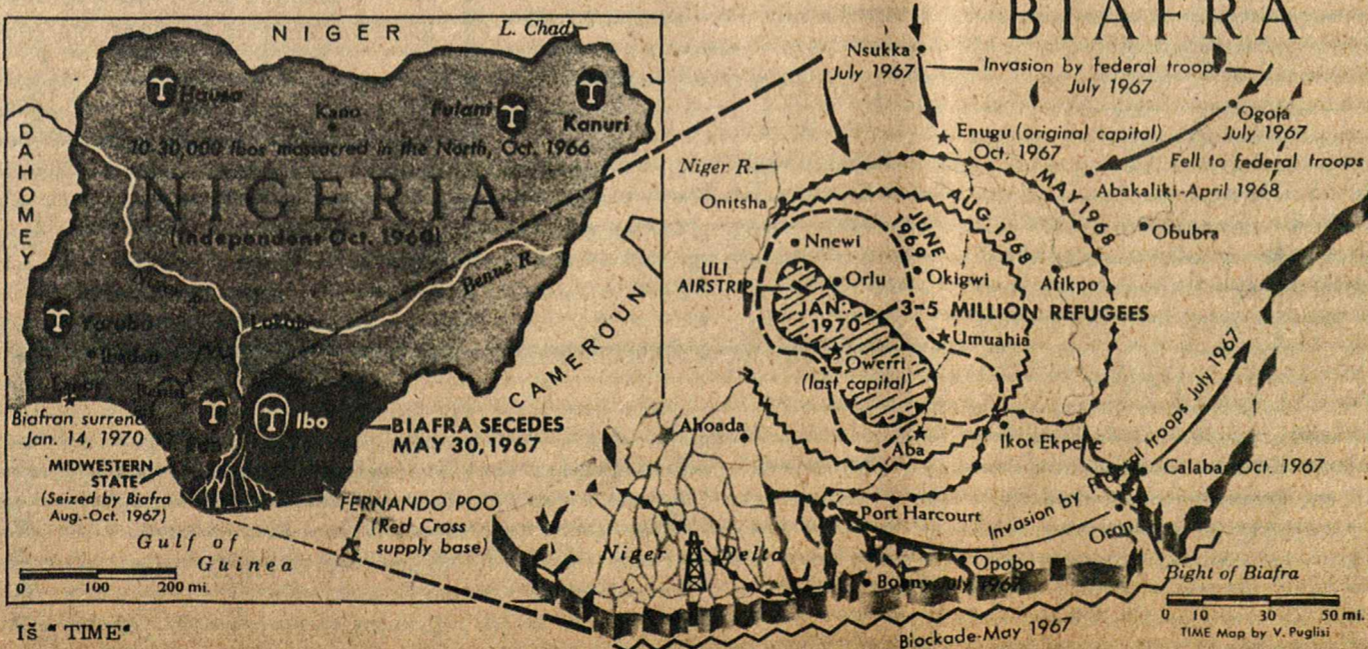 NIGER
L. Chad
DAHOMEY
Hausa
Kano
Fulani
Kanuri
10-30,000 Ibos massacred in the North, Oct. 1966
NIGERIA
(Independent Oct. 1960)
Benue R.
Yoruba
Lokoja
Ibadan
Lagos
Biafran surrender
Jan. 14, 1970
Ibo
MIDWESTERN
STATE
(Seized by Biafra
Aug.-Oct. 1967)
BIAFRA SECEDES
MAY 30, 1967
CAMEROUN
FERNANDO POO
(Red Cross
supply base)
Gulf of
Guinea
0 100 200 mi.
Iš "TIME"
BIAFRA
Nsukka
July 1967
Invasion by federal troops
July 1967
Ogoja
July 1967
Enugu (original capital)
Oct. 1967
Fell to federal troops
Niger R.
Abakaliki-April 1968
Onitsha
MAY 1968
AUG. 1968
JUNE
1969
Obubra
Nnewi
ULI
AIRSTRIP
Orlu
Okigwi
Afikpo
JAN.
1970
3-5 MILLION REFUGEES
Umuahia
Owerri
(last capital)
Ahoada
Aba
Ikot Ekpene
Invasion by Federal troops July 1967
Calabar Oct. 1967
Port Harcourt
Oron
Niger Delta
Opobo
Bonny July 1967
Bight of Biafra
Blockade-May 1967
0 10 30 50 mi.
TIME Map by V. Puglisi